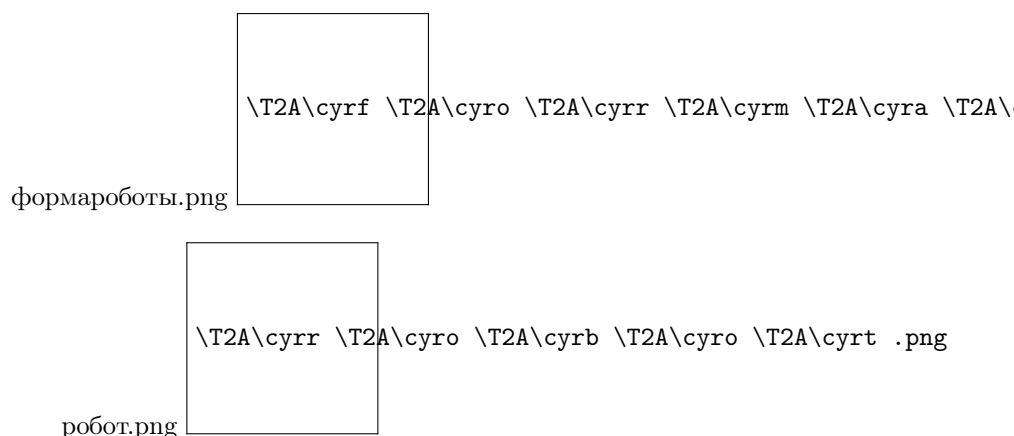 \T2A\cyrf \T2A\cyro \T2A\cyrr \T2A\cyrm \T2A\cyra \T2A\
формароботы.png
\T2A\cyrr \T2A\cyro \T2A\cyrb \T2A\cyro \T2A\cyrt .png
робот.png